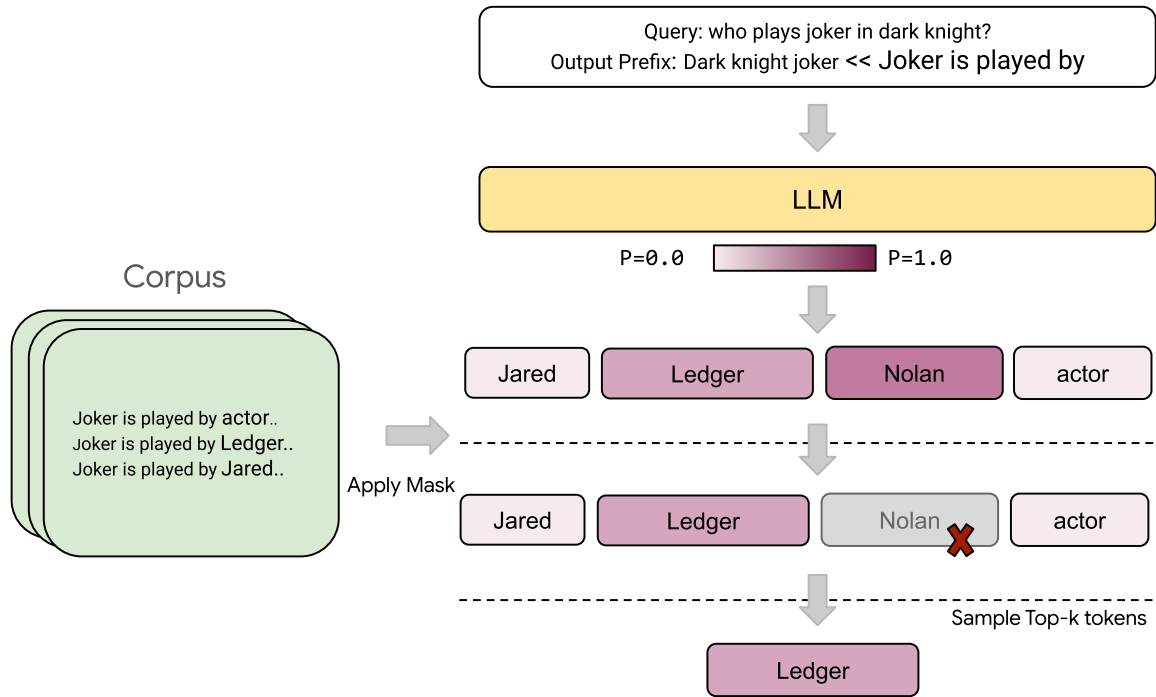 Query: who plays joker in dark knight?
Output Prefix: Dark knight joker << Joker is played by
LLM
P=0.0 P=1.0
Corpus
Jared Ledger Nolan actor
Joker is played by actor..
Joker is played by Ledger..
Joker is played by Jared..
Apply Mask
Jared Ledger Nolan actor
Sample Top-k tokens
Ledger